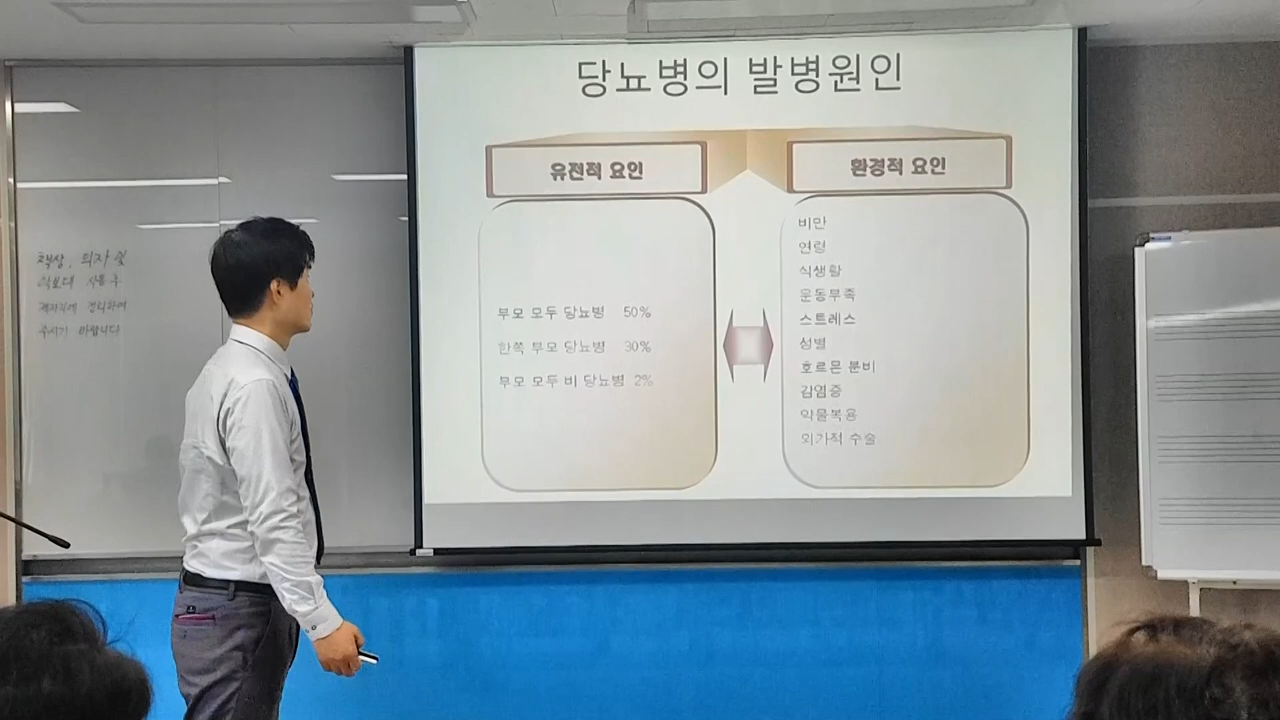 당뇨병의 발병원인
유전적 요인
부모 모두 당뇨병 50%
한쪽 부모 당뇨병 30%
부모 모두 비 당뇨병 2%
환경적 요인
비만
연령
식생활
운동부족
스트레스
성별
호르몬 분비
감염증
약물복용
외가적 수술
책상, 의자 및
사용 후
정리하여
주시기 바랍니다